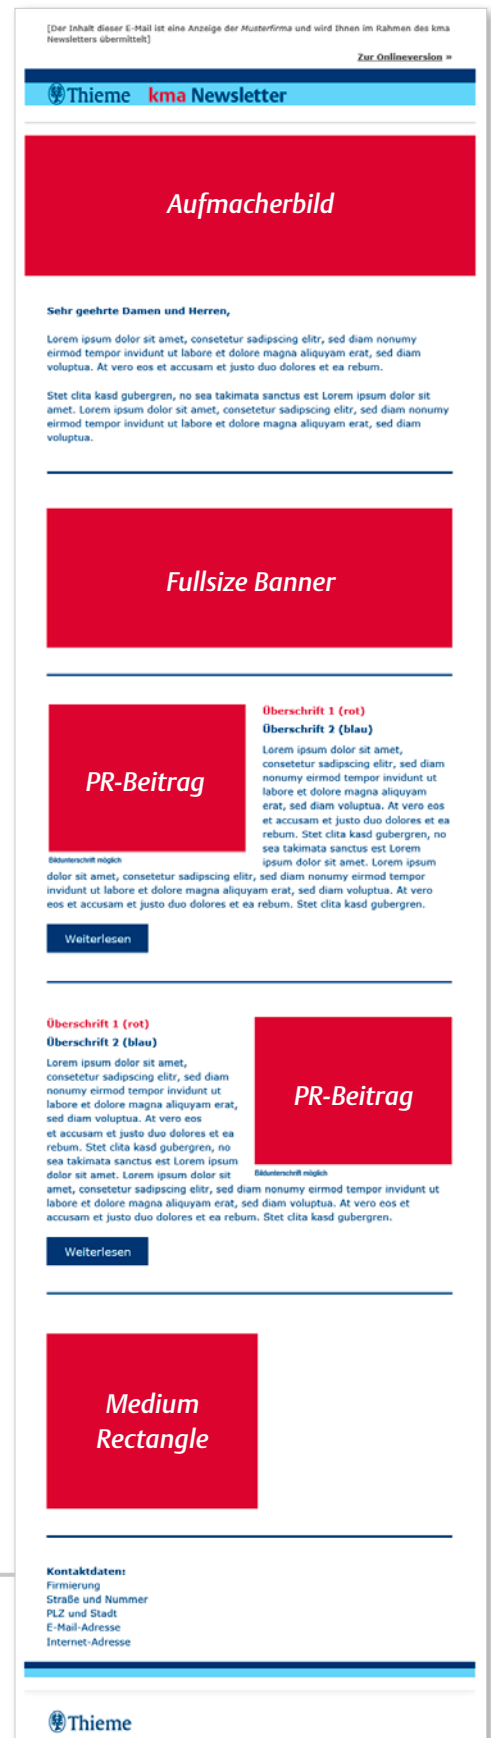 [Der Inhalt dieser E-Mail ist eine Anzeige der Musterfirma und wird Ihnen im Rahmen des kma
Newsletters übermittelt]
Zur Onlineversion »
Thieme kma Newsletter
Aufmacherbild
Sehr geehrte Damen und Herren,
Lorem ipsum dolor sit amet, consetetur sadipscing elitr, sed diam nonumy
eirmod tempor invidunt ut labore et dolore magna aliquyam erat, sed diam
voluptua. At vero eos et accusam et justo duo dolores et ea rebum.
Stet clita kasd gubergren, no sea takimata sanctus est Lorem ipsum dolor sit
amet. Lorem ipsum dolor sit amet, consetetur sadipscing elitr, sed diam nonumy
eirmod tempor invidunt ut labore et dolore magna aliquyam erat, sed diam
voluptua.
Fullsize Banner
PR-Beitrag
Bildunterschrift möglich
Überschrift 1 (rot)
Überschrift 2 (blau)
Lorem ipsum dolor sit amet,
consetetur sadipscing elitr, sed diam
nonumy eirmod tempor invidunt ut
labore et dolore magna aliquyam
erat, sed diam voluptua. At vero eos
et accusam et justo duo dolores et ea
rebum. Stet clita kasd gubergren, no
sea takimata sanctus est Lorem
ipsum dolor sit amet. Lorem ipsum
dolor sit amet, consetetur sadipscing elitr, sed diam nonumy eirmod tempor
invidunt ut labore et dolore magna aliquyam erat, sed diam voluptua. At vero
eos et accusam et justo duo dolores et ea rebum. Stet clita kasd gubergren.
Weiterlesen
Überschrift 1 (rot)
Überschrift 2 (blau)
Lorem ipsum dolor sit amet,
consetetur sadipscing elitr, sed diam
nonumy eirmod tempor invidunt ut
labore et dolore magna aliquyam erat,
sed diam voluptua. At vero eos
et accusam et justo duo dolores et ea
rebum. Stet clita kasd gubergren, no
sea takimata sanctus est Lorem ipsum
dolor sit amet. Lorem ipsum dolor sit
PR-Beitrag
Bildunterschrift möglich
amet, consetetur sadipscing elitr, sed diam nonumy eirmod tempor invidunt ut
labore et dolore magna aliquyam erat, sed diam voluptua. At vero eos et
accusam et justo duo dolores et ea rebum. Stet clita kasd gubergren.
Weiterlesen
Medium
Rectangle
Kontaktdaten:
Firmierung
Straße und Nummer
PLZ und Stadt
E-Mail-Adresse
Internet-Adresse
Thieme